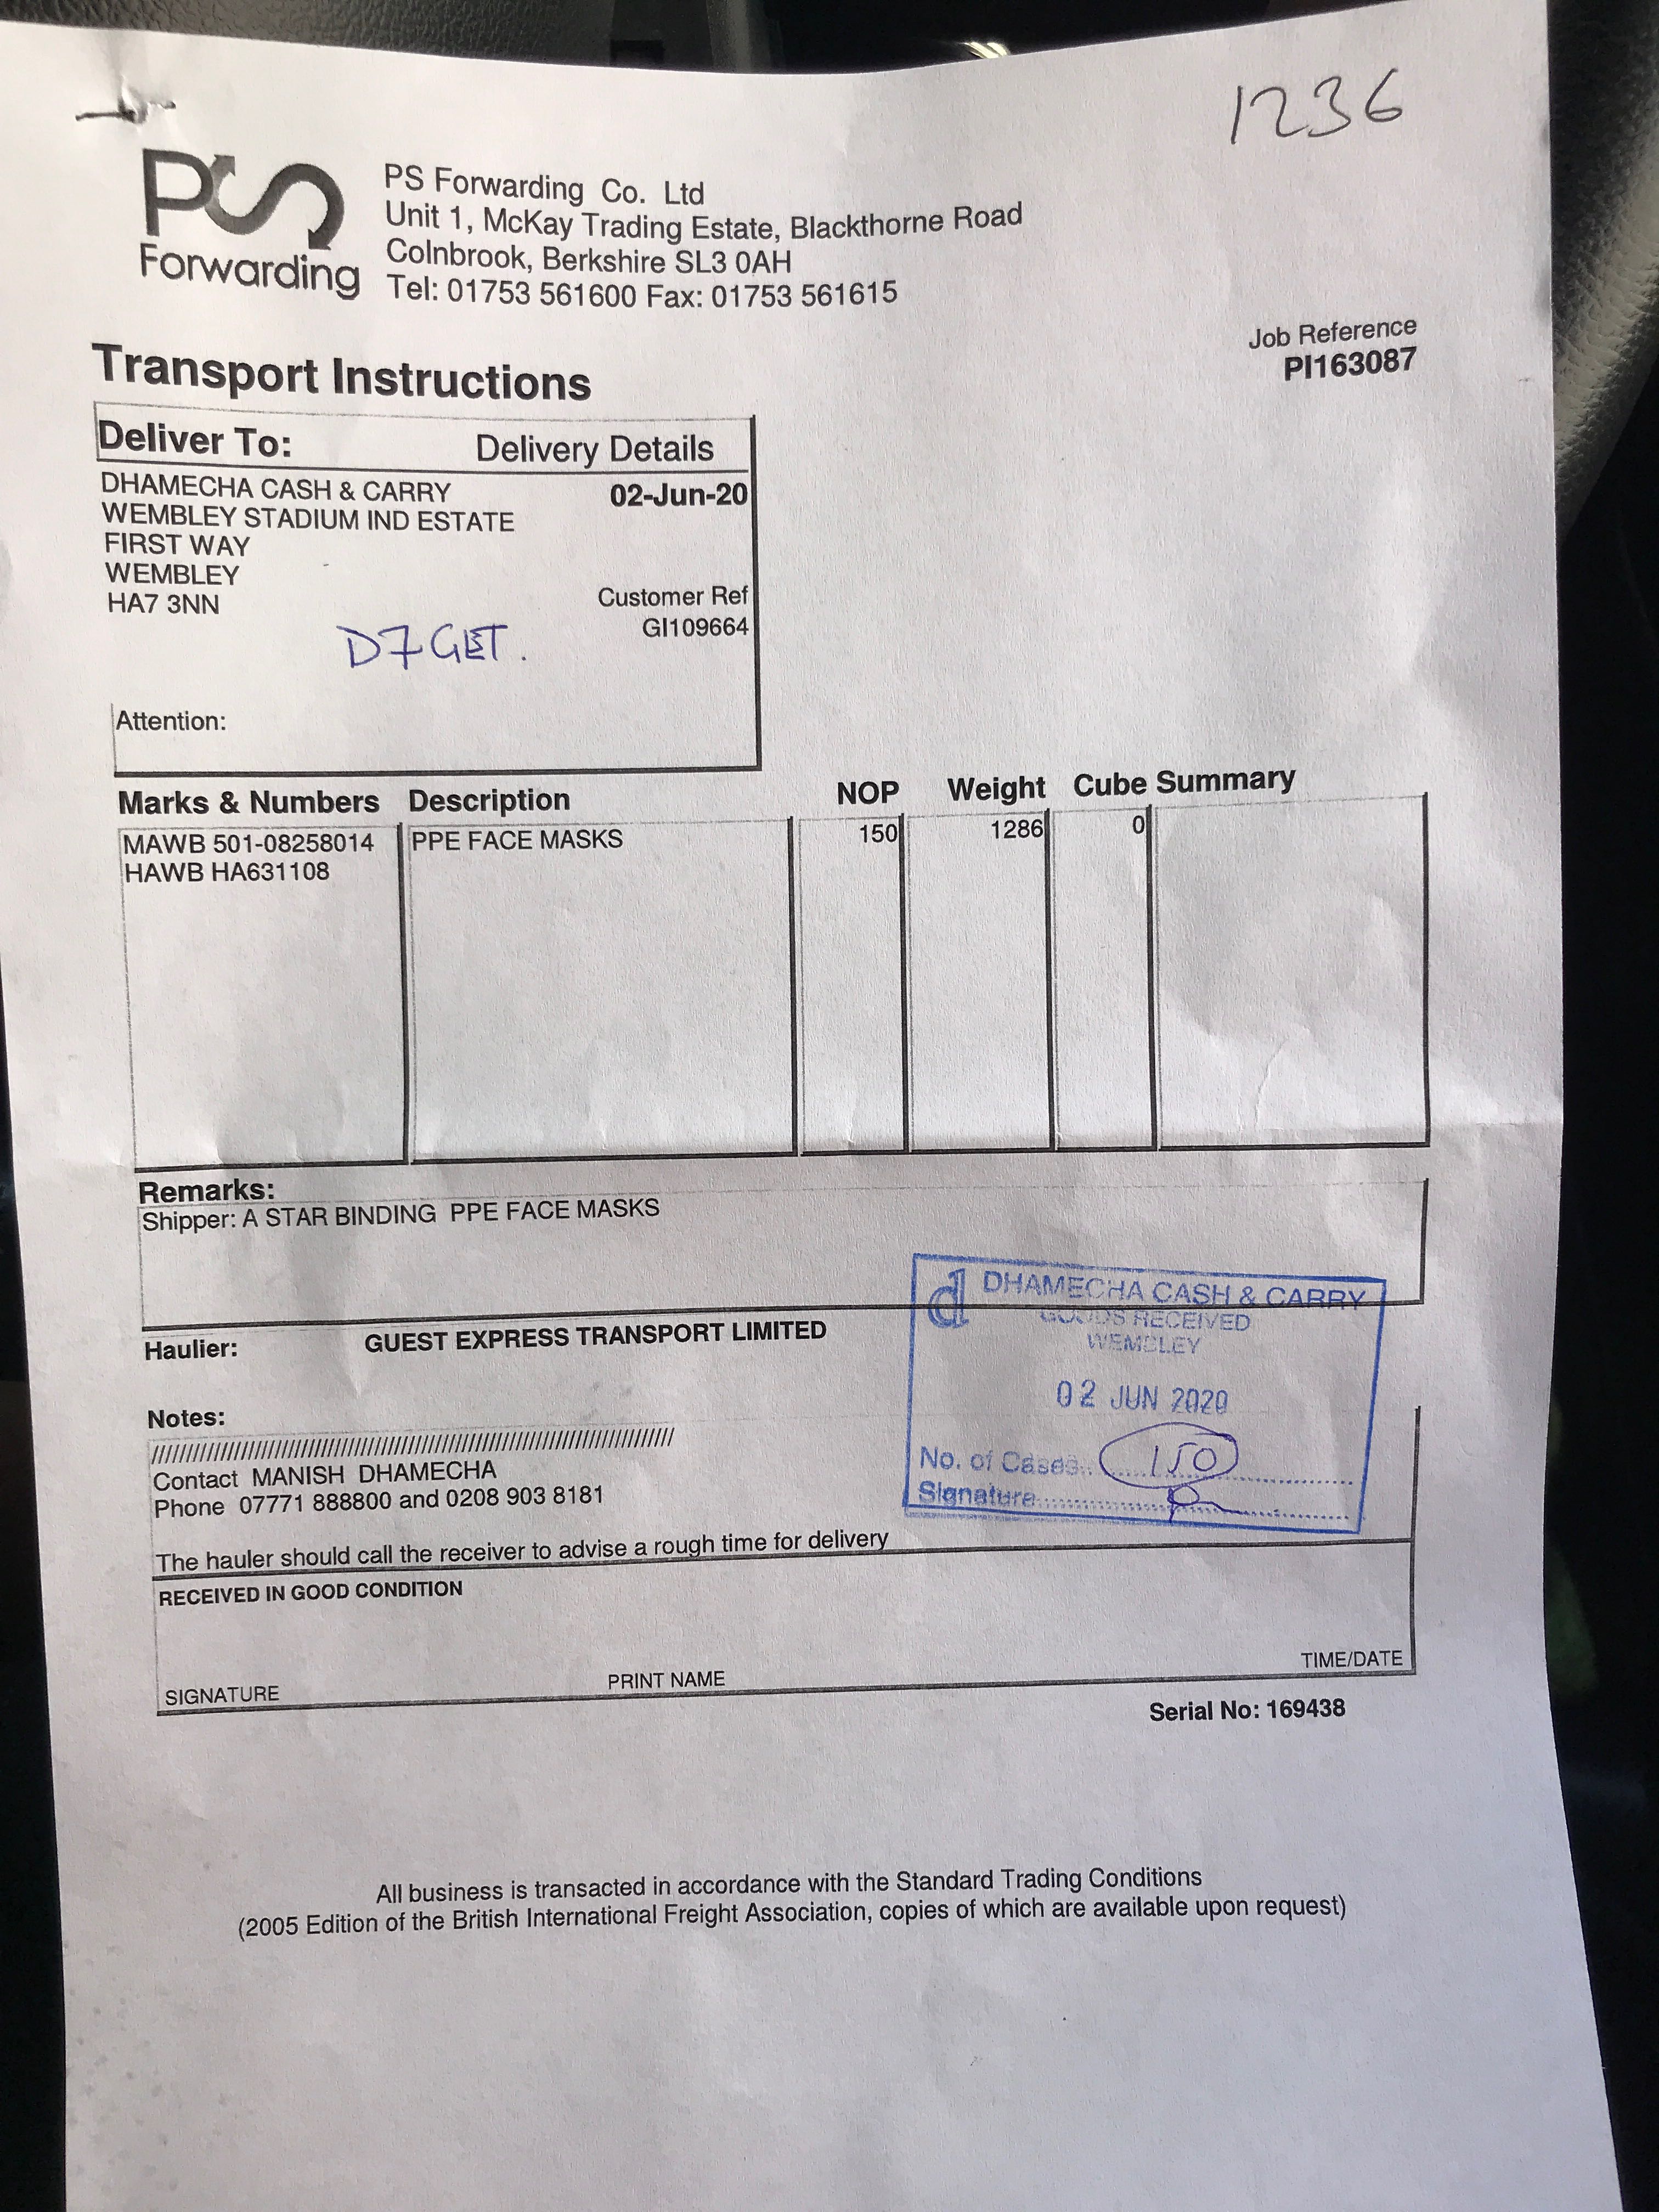 1236
PS
Forwarding
PS Forwarding Co. Ltd
Unit 1, McKay Trading Estate, Blackthorne Road
Colnbrook, Berkshire SL3 0AH
Tel: 01753 561600 Fax: 01753 561615
Job Reference
PI163087
Transport Instructions
Deliver To: Delivery Details
DHAMECHA CASH & CARRY 02-Jun-20
WEMBLEY STADIUM IND ESTATE
FIRST WAY
WEMBLEY
HA7 3NN
Customer Ref
GI109664
D7GET.
Attention:
Marks & Numbers Description NOP Weight Cube Summary
MAWB 501-08258014 PPE FACE MASKS 150 1286 0
HAWB HA631108
Remarks:
Shipper: A STAR BINDING PPE FACE MASKS
d DHAMECHA CASH & CARRY
GOODS RECEIVED
WEMBLEY
02 JUN 2020
No. of Cases 150
Signature
Haulier: GUEST EXPRESS TRANSPORT LIMITED
Notes:
//////////////////////////////////////////////////////////////////////////////////////////
Contact MANISH DHAMECHA
Phone 07771 888800 and 0208 903 8181
The hauler should call the receiver to advise a rough time for delivery
RECEIVED IN GOOD CONDITION
SIGNATURE PRINT NAME TIME/DATE
Serial No: 169438
All business is transacted in accordance with the Standard Trading Conditions
(2005 Edition of the British International Freight Association, copies of which are available upon request)